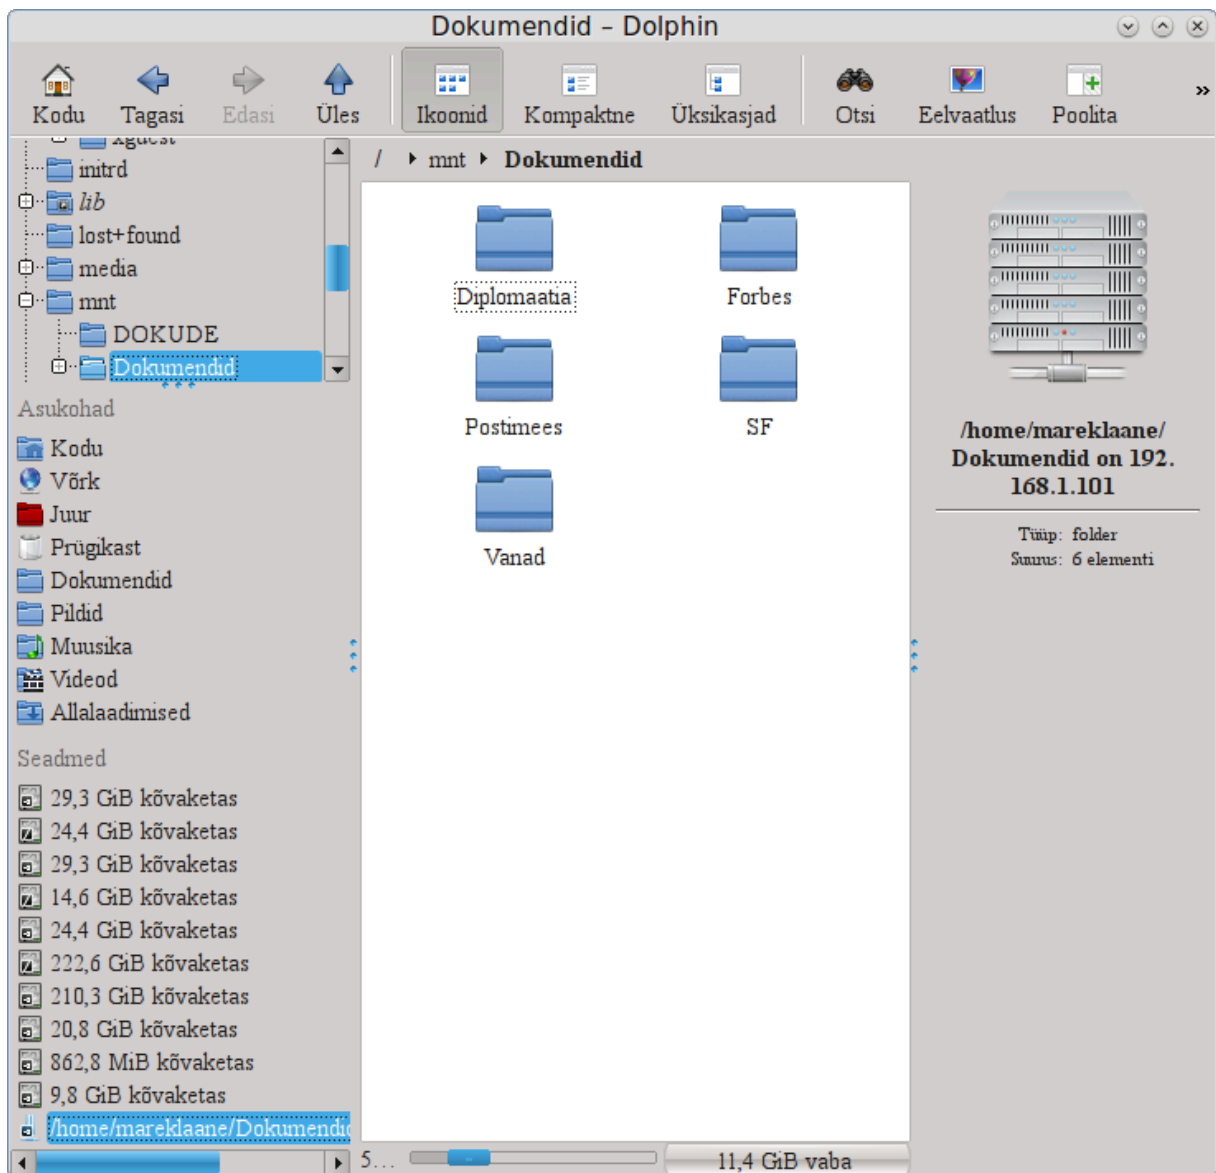 Dokumendid – Dolphin
Kodu Tagasi Edasi Üles Ikoonid Kompaktne Üksikasjad Otsi Eelvaatlus Poolita »
xguest
initrd
lib
lost+found
media
mnt
DOKUDE
Dokumendid
Asukohad
Kodu
Võrk
Juur
Prügikast
Dokumendid
Pildid
Muusika
Videod
Allalaadimised
Seadmed
29,3 GiB kõvaketas
24,4 GiB kõvaketas
29,3 GiB kõvaketas
14,6 GiB kõvaketas
24,4 GiB kõvaketas
222,6 GiB kõvaketas
210,3 GiB kõvaketas
20,8 GiB kõvaketas
862,8 MiB kõvaketas
9,8 GiB kõvaketas
/home/mareklaane/Dokumendid
/ mnt Dokumendid
Diplomaatia Forbes
Postimees SF
Vanad
5...
11,4 GiB vaba
/home/mareklaane/
Dokumendid on 192.
168.1.101
Tüüp: folder
Suurus: 6 elementi